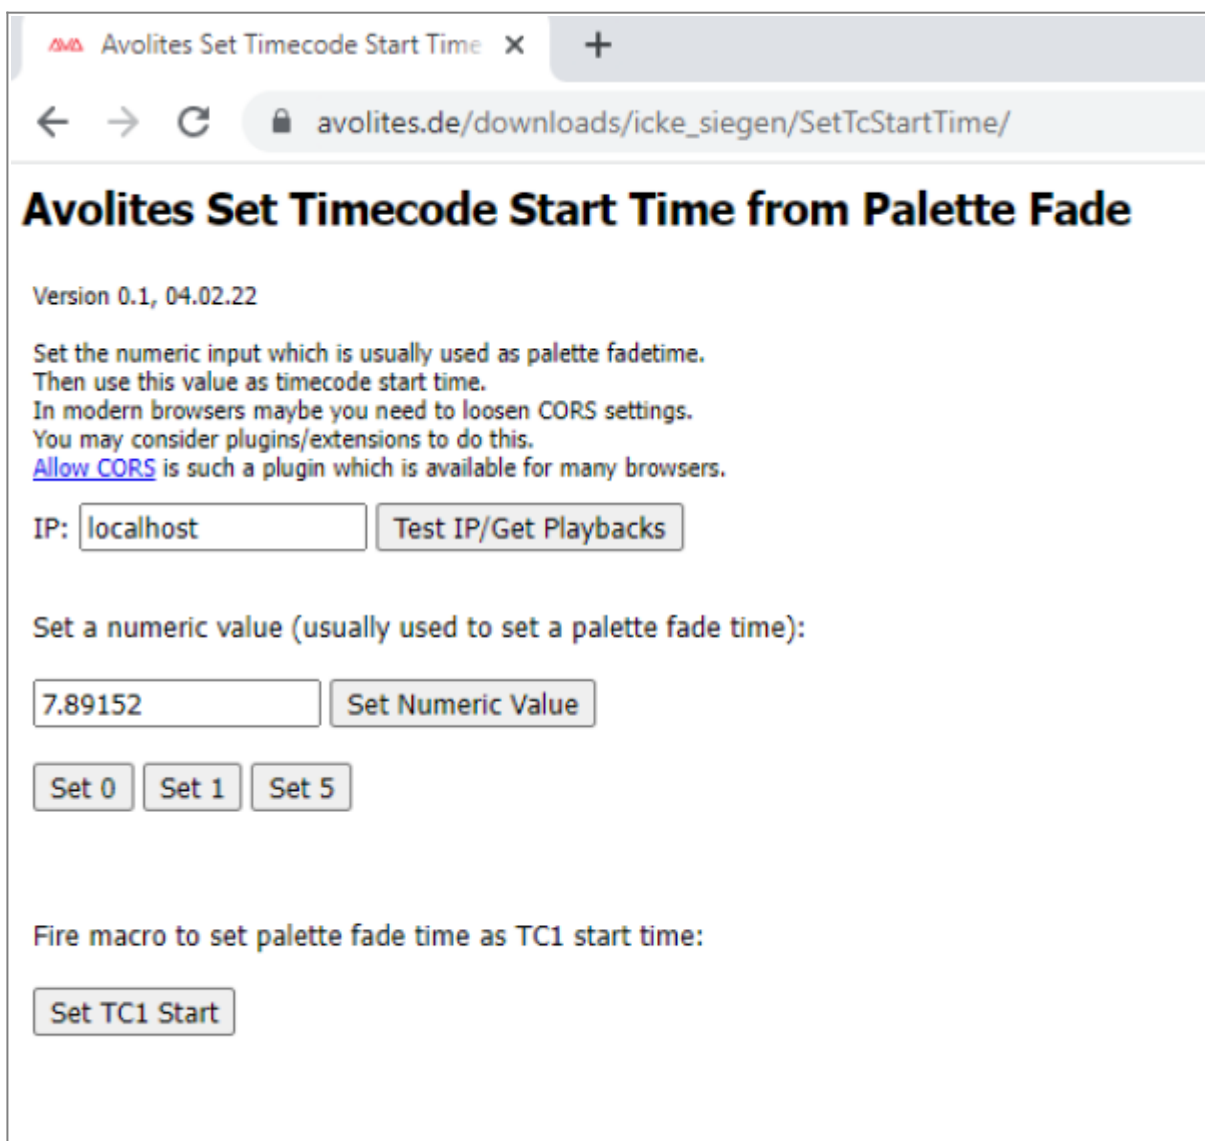 Avolites Set Timecode Start Time
avolites.de/downloads/icke_siegen/SetTcStartTime/
Avolites Set Timecode Start Time from Palette Fade
Version 0.1, 04.02.22
Set the numeric input which is usually used as palette fadetime.
Then use this value as timecode start time.
In modern browsers maybe you need to loosen CORS settings.
You may consider plugins/extensions to do this.
Allow CORS is such a plugin which is available for many browsers.
IP: localhost Test IP/Get Playbacks
Set a numeric value (usually used to set a palette fade time):
7.89152 Set Numeric Value
Set 0 Set 1 Set 5
Fire macro to set palette fade time as TC1 start time:
Set TC1 Start